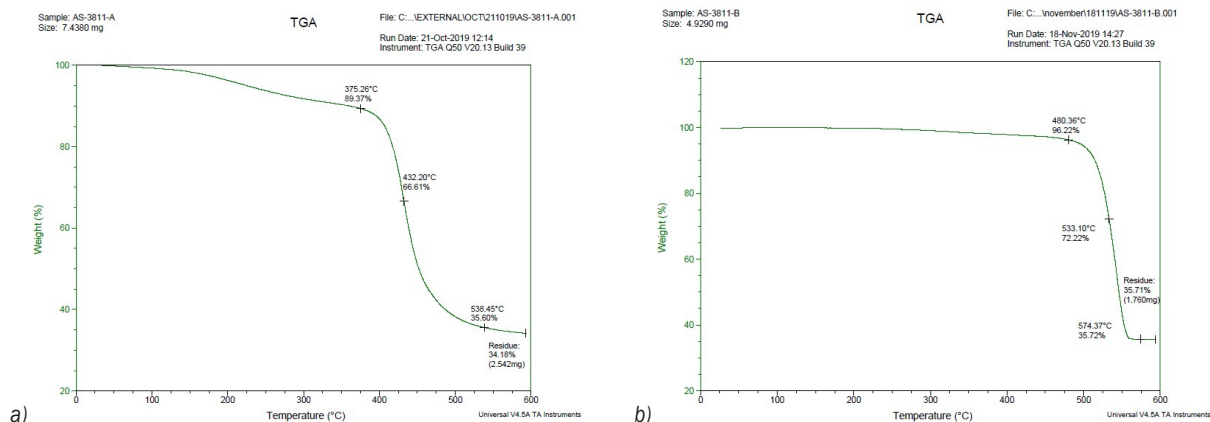 Sample: AS-3811-A
Size: 7.4380 mg
TGA
File: C:...\EXTERNAL\OCT\211019\AS-3811-A.001
Run Date: 21-Oct-2019 12:14
Instrument: TGA Q50 V20.13 Build 39
100
80
60
40
20
Weight (%)
375.26°C
89.37%
432.20°C
66.61%
538.45°C
35.60%
Residue:
34.18%
(2.542mg)
0
100
200
300
400
500
600
Temperature (°C)
Universal V4.5A TA Instruments
a)
Sample: AS-3811-B
Size: 4.9290 mg
TGA
File: C:...\november\181119\AS-3811-B.001
Run Date: 18-Nov-2019 14:27
Instrument: TGA Q50 V20.13 Build 39
120
100
80
60
40
20
Weight (%)
480.36°C
96.22%
533.10°C
72.22%
Residue:
35.71%
(1.760mg)
574.37°C
35.72%
0
100
200
300
400
500
600
Temperature (°C)
Universal V4.5A TA Instruments
b)